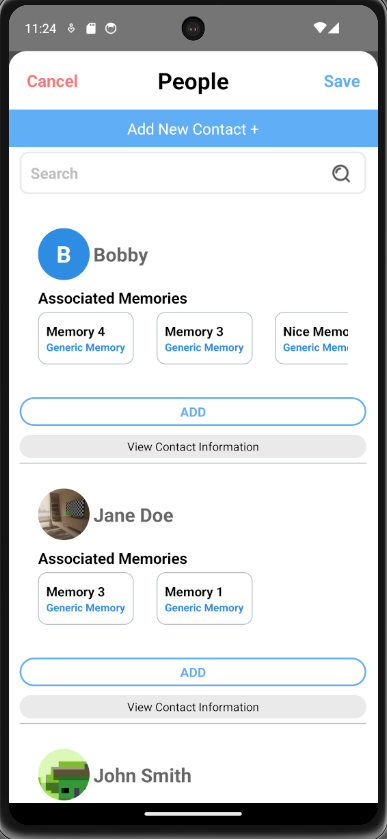 11:24
Cancel People Save
Add New Contact +
Search
B Bobby
Associated Memories
Memory 4 Memory 3 Nice Memo
Generic Memory Generic Memory Generic Mem
ADD
View Contact Information
Jane Doe
Associated Memories
Memory 3 Memory 1
Generic Memory Generic Memory
ADD
View Contact Information
John Smith